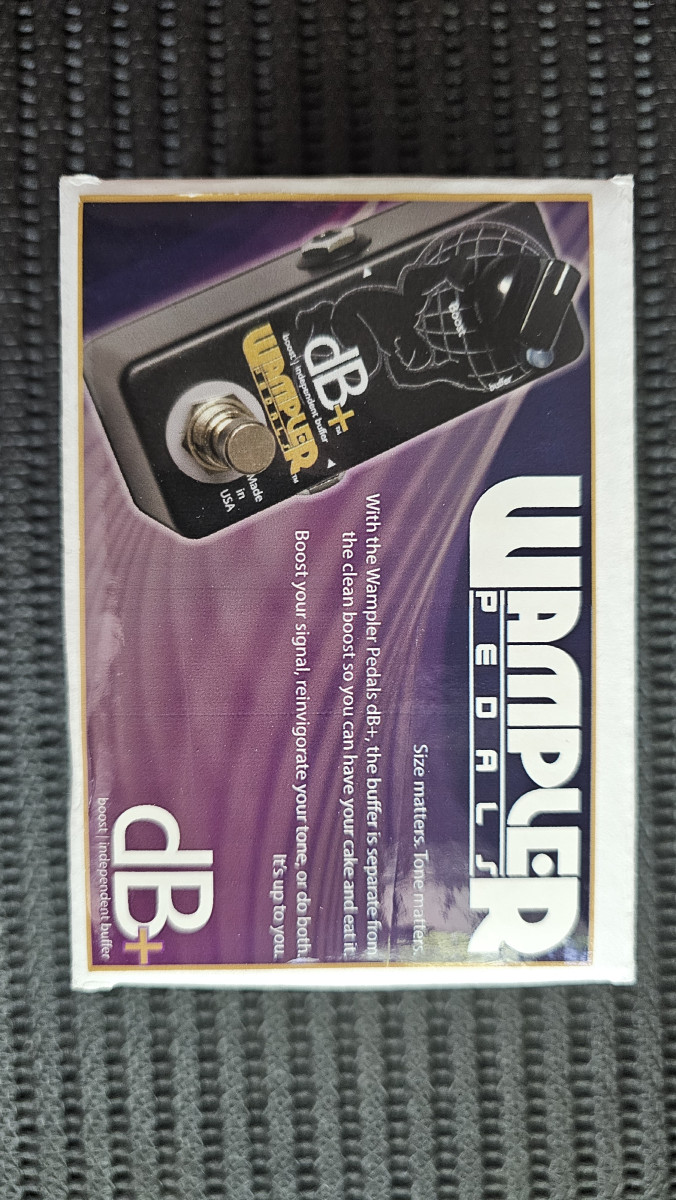 WAMPLER
PEDALS
Size matters. Tone matters.
With the Wampler Pedals dB+, the buffer is separate from
the clean boost so you can have your cake and eat it.
Boost your signal, reinvigorate your tone, or do both.
It's up to you.
dB+
boost | independent buffer
Boost
buffer
dB+™
boost | independent buffer
WAMPLER™
PEDALS
Made
in
USA